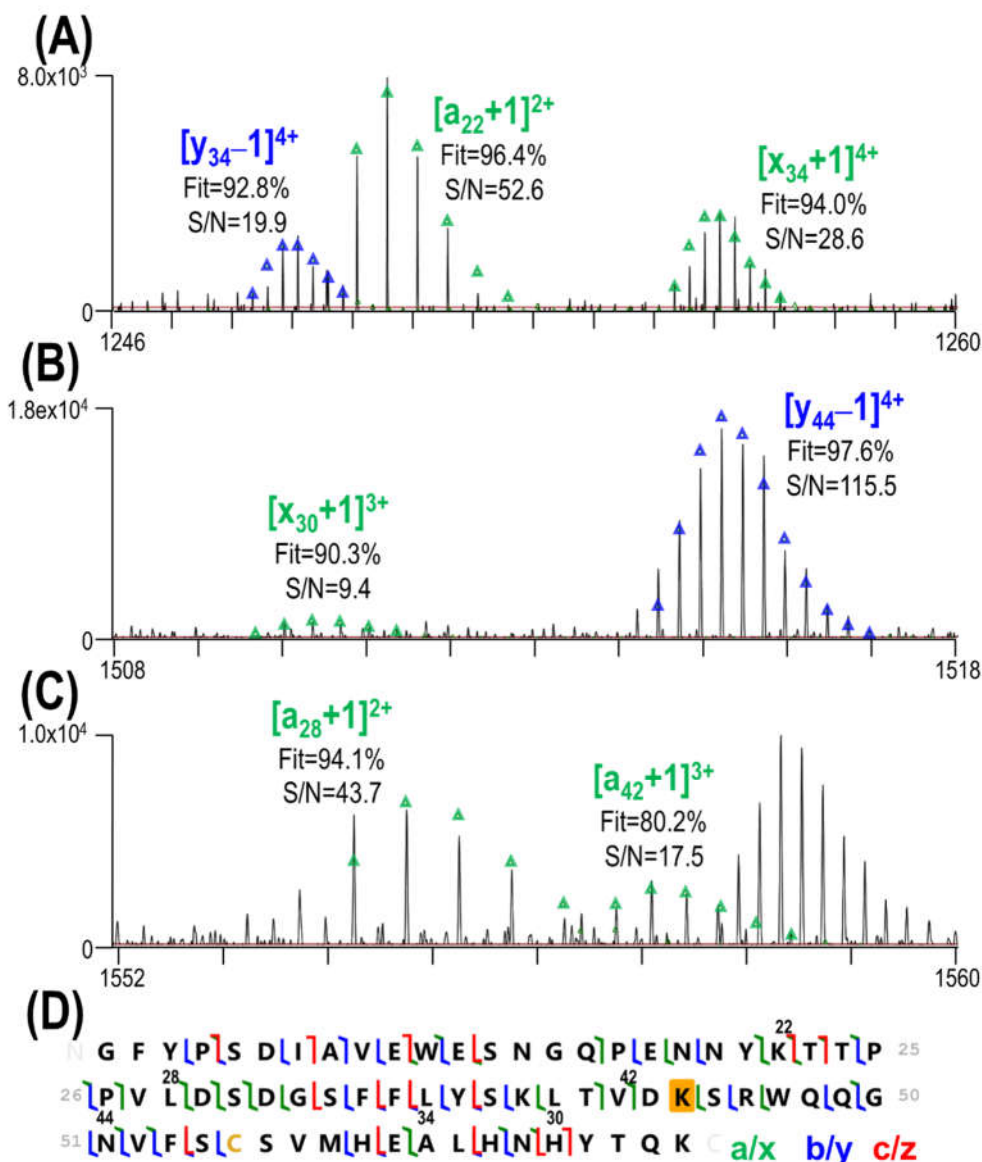 (A)
8.0x10³
[y₃₄–1]⁴⁺
Fit=92.8%
S/N=19.9
[a₂₂+1]²⁺
Fit=96.4%
S/N=52.6
[x₃₄+1]⁴⁺
Fit=94.0%
S/N=28.6
0
1246
1260
(B)
1.8e×10⁴
[x₃₀+1]³⁺
Fit=90.3%
S/N=9.4
[y₄₄–1]⁴⁺
Fit=97.6%
S/N=115.5
0
1508
1518
(C)
1.0x10⁴
[a₂₈+1]²⁺
Fit=94.1%
S/N=43.7
[a₄₂+1]³⁺
Fit=80.2%
S/N=17.5
0
1552
1560
(D)
22
N G F Y P S D I A V E W E S N G Q P E N N Y K T T P 25
28 42
26 P V L D S D G S F F L Y S K L T V D K S R W Q Q G 50
44 34 30
51 N V F S C S V M H E A L H N H Y T Q K C
a/x b/y c/z